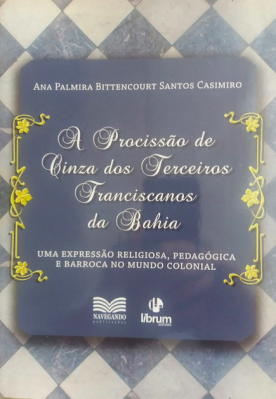 Ana Palmira Bittencourt Santos Casimiro
A Procissão de
Cinza dos Terceiros
Franciscanos
da Bahia
UMA EXPRESSÃO RELIGIOSA, PEDAGÓGICA
E BARROCA NO MUNDO COLONIAL
NAVEGANDO
publicações
librum